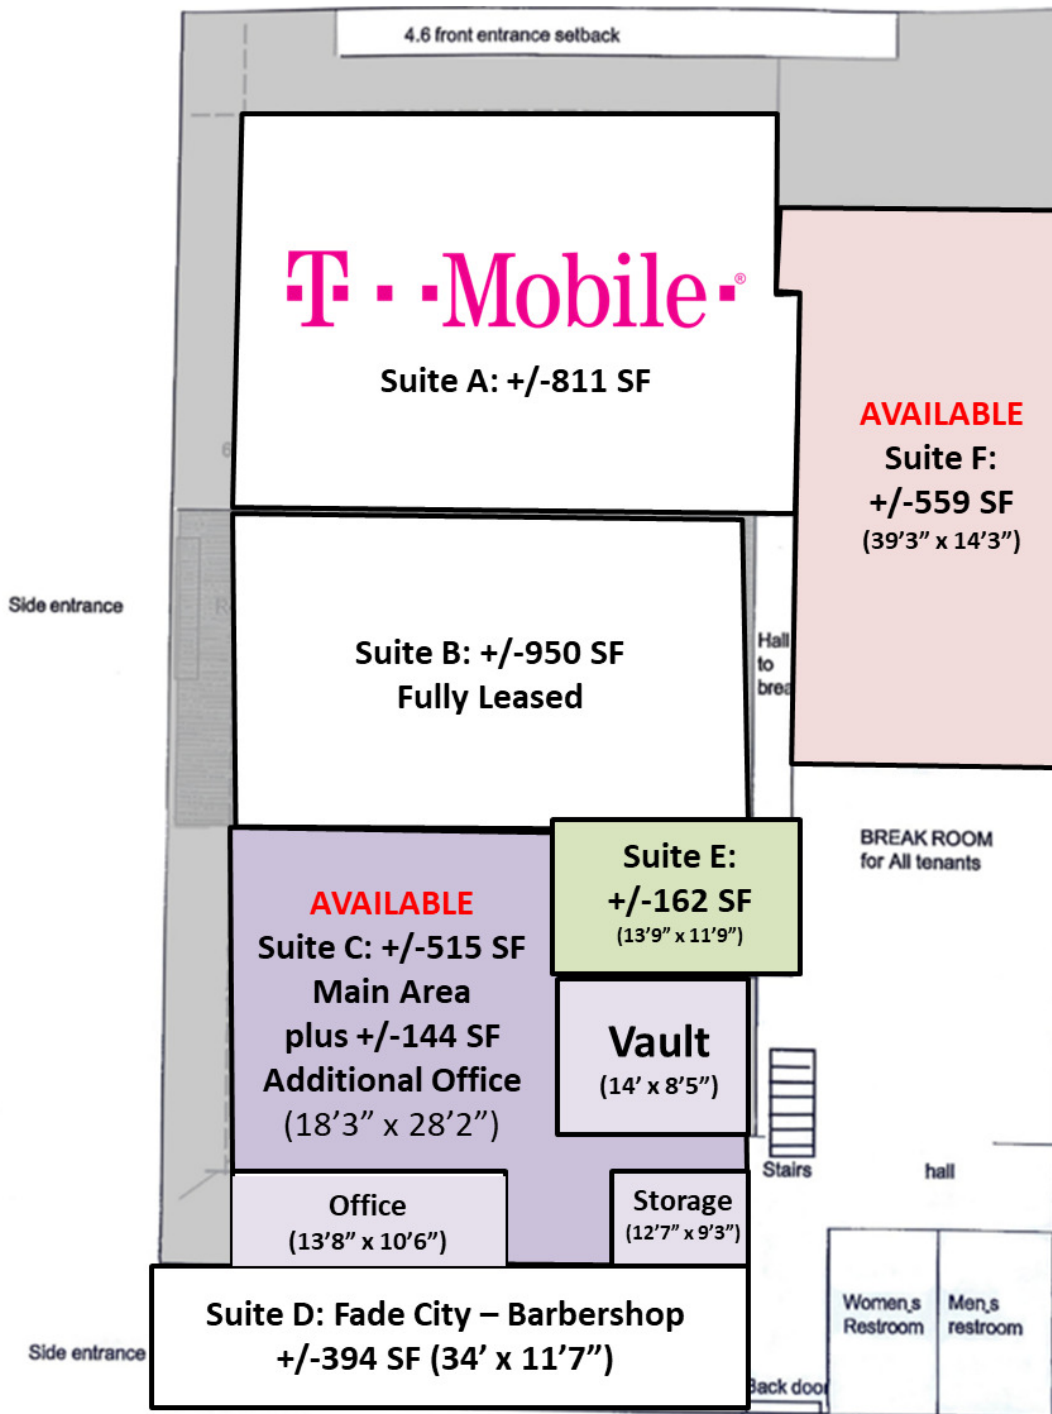 4.6 front entrance setback
T··Mobile·®
Suite A: +/-811 SF
AVAILABLE
Suite F:
+/-559 SF
(39’3” x 14’3”)
6
Side entrance
R
Suite B: +/-950 SF
Fully Leased
Hall
to
brea
BREAK ROOM
for All tenants
Suite E:
+/-162 SF
(13’9” x 11’9”)
AVAILABLE
Suite C: +/-515 SF
Main Area
plus +/-144 SF
Additional Office
(18’3” x 28’2”)
Vault
(14’ x 8’5”)
Stairs
hall
Office
(13’8” x 10’6”)
Storage
(12’7” x 9’3”)
Suite D: Fade City – Barbershop
+/-394 SF (34’ x 11’7”)
Side entrance
Women,s
Restroom
Men,s
restroom
Back door